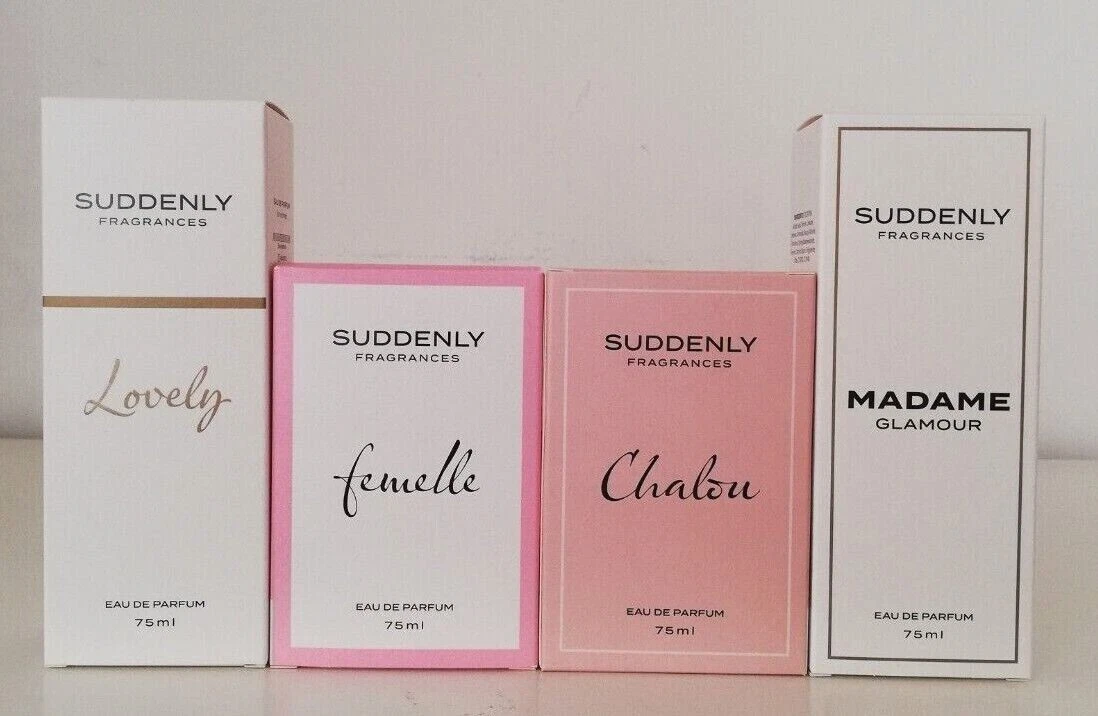 SUDDENLY
FRAGRANCES
Lovely
EAU DE PARFUM
75ml
SUDDENLY
FRAGRANCES
femelle
EAU DE PARFUM
75ml
SUDDENLY
FRAGRANCES
Chalou
EAU DE PARFUM
75ml
SUDDENLY
FRAGRANCES
MADAME
GLAMOUR
EAU DE PARFUM
75ml